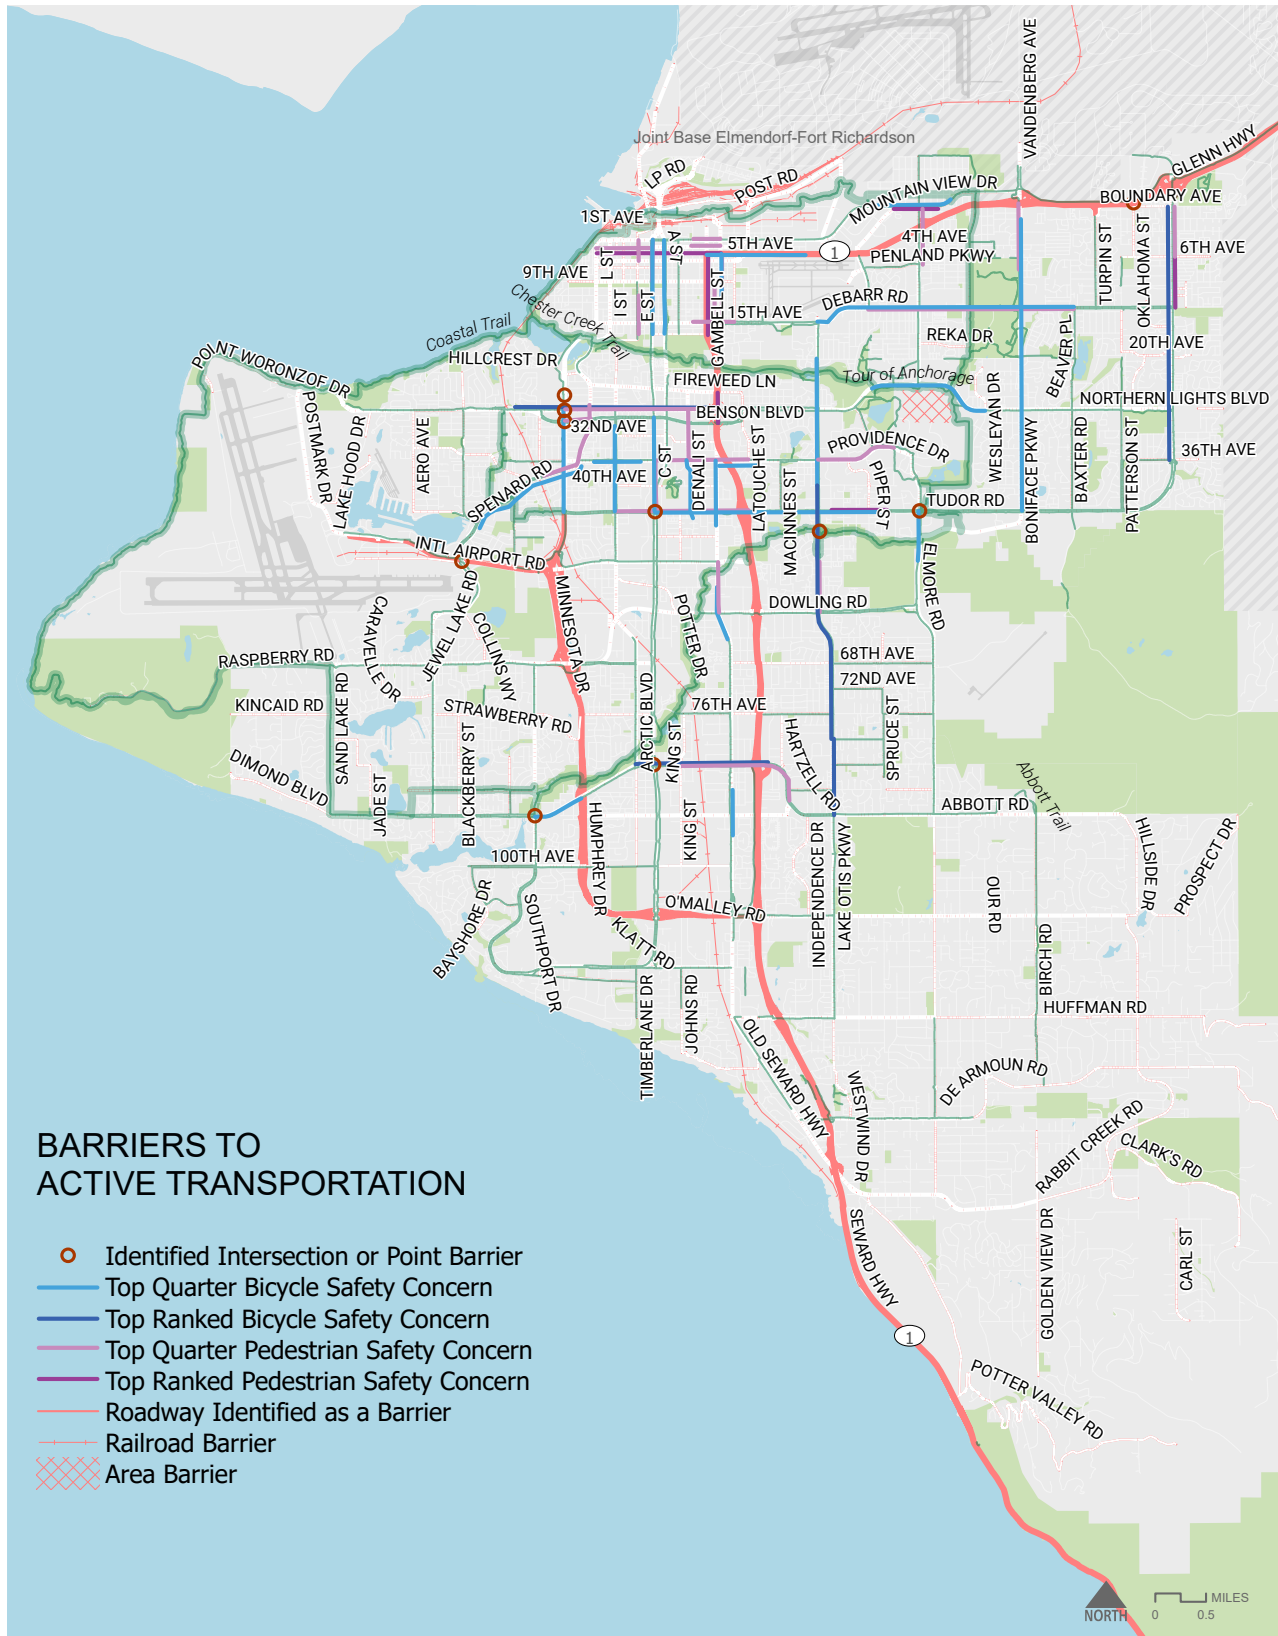 VANDENBERG AVE
Joint Base Elmendorf-Fort Richardson
GLENN HWY
LP RD
POST RD
MOUNTAIN VIEW DR
BOUNDARY AVE
1ST AVE
A ST
5TH AVE
1
4TH AVE
PENLAND PKWY
TURPIN ST
OKLAHOMA ST
6TH AVE
9TH AVE
L ST
I ST
E ST
GAMBELL ST
15TH AVE
DEBARR RD
Chester Creek Trail
Coastal Trail
REKA DR
BEAVER PL
20TH AVE
POINT WORONZOF DR
HILLCREST DR
FIREWEED LN
Tour of Anchorage
NORTHERN LIGHTS BLVD
POSTMARK DR
LAKE HOOD DR
AERO AVE
BENSON BLVD
32ND AVE
WESLEYAN DR
BONIFACE PKWY
BAXTER RD
PATTERSON ST
36TH AVE
SPENARD RD
40TH AVE
C ST
DENALI ST
LATOUCHE ST
MACINNES ST
PROVIDENCE DR
PIPER ST
TUDOR RD
INTL AIRPORT RD
ELMORE RD
CARAVELLE DR
JEWEL LAKE RD
COLLINS WY
MINNESOTA DR
POTTER DR
DOWLING RD
RASPBERRY RD
68TH AVE
72ND AVE
KINCAID RD
SAND LAKE RD
STRAWBERRY RD
ARCTIC BLVD
KING ST
76TH AVE
HARTZELL RD
SPRUCE ST
DIMOND BLVD
JADE ST
BLACKBERRY ST
HUMPHREY DR
KING ST
ABBOTT RD
Abbott Trail
HILLSIDE DR
PROSPECT DR
100TH AVE
INDEPENDENCE DR
LAKE OTIS PKWY
OUR RD
BIRCH RD
BAYSHORE DR
SOUTHPORT DR
O'MALLEY RD
KLATT RD
TIMBERLANE DR
JOHNS RD
HUFFMAN RD
OLD SEWARD HWY
WESTWIND DR
DE ARMOUN RD
RABBIT CREEK RD
CLARK'S RD
SEWARD HWY
GOLDEN VIEW DR
CARL ST
1
POTTER VALLEY RD
BARRIERS TO
ACTIVE TRANSPORTATION
Identified Intersection or Point Barrier
Top Quarter Bicycle Safety Concern
Top Ranked Bicycle Safety Concern
Top Quarter Pedestrian Safety Concern
Top Ranked Pedestrian Safety Concern
Roadway Identified as a Barrier
Railroad Barrier
Area Barrier
NORTH
MILES
0 0.5